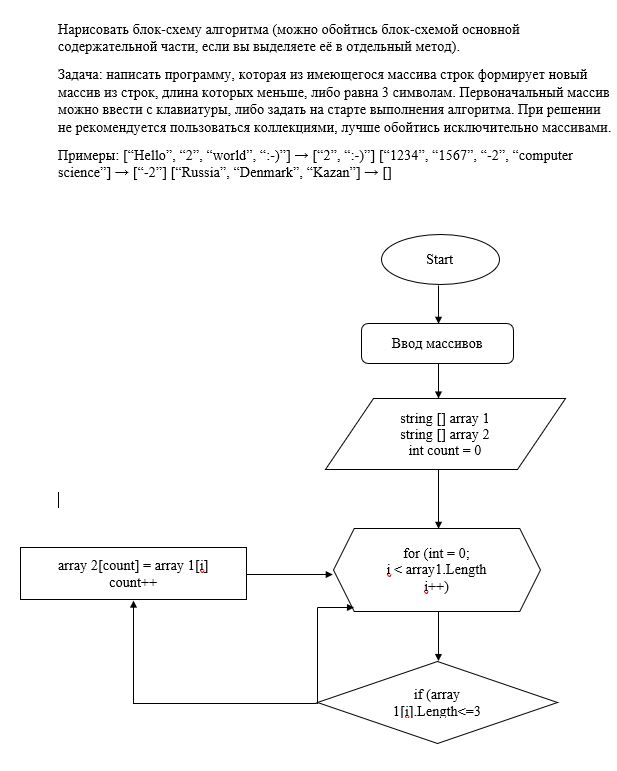 Нарисовать блок-схему алгоритма (можно обойтись блок-схемой основной
содержательной части, если вы выделяете её в отдельный метод).
Задача: написать программу, которая из имеющегося массива строк формирует новый
массив из строк, длина которых меньше, либо равна 3 символам. Первоначальный массив
можно ввести с клавиатуры, либо задать на старте выполнения алгоритма. При решении
не рекомендуется пользоваться коллекциями, лучше обойтись исключительно массивами.
Примеры: [“Hello”, “2”, “world”, “:-)”] → [“2”, “:-)”] [“1234”, “1567”, “-2”, “computer
science”] → [“-2”] [“Russia”, “Denmark”, “Kazan”] → []
Start
Ввод массивов
string [] array 1
string [] array 2
int count = 0
for (int = 0;
i < array1.Length
i++)
array 2[count] = array 1[i]
count++
if (array
1[i].Length<=3